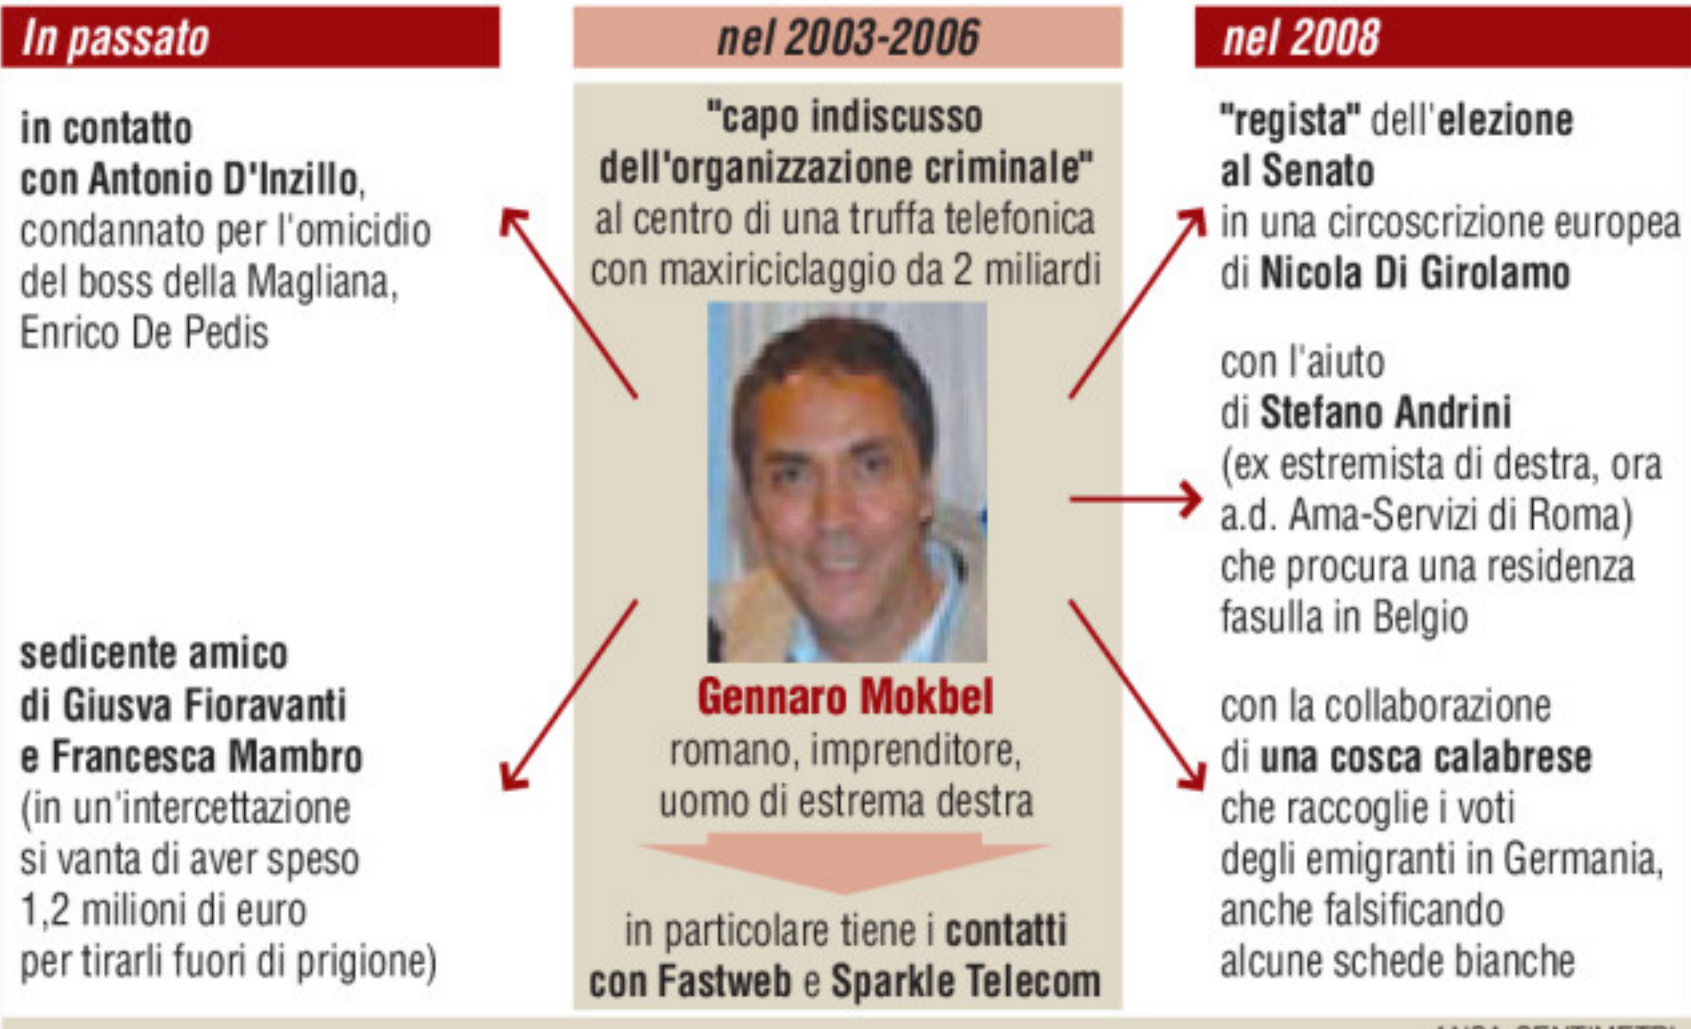 In passato
in contatto
con Antonio D'Inzillo,
condannato per l'omicidio
del boss della Magliana,
Enrico De Pedis
sedicente amico
di Giusva Fioravanti
e Francesca Mambro
(in un'intercettazione
si vanta di aver speso
1,2 milioni di euro
per tirarli fuori di prigione)
nel 2003-2006
"capo indiscusso
dell'organizzazione criminale"
al centro di una truffa telefonica
con maxiriciclaggio da 2 miliardi
Gennaro Mokbel
romano, imprenditore,
uomo di estrema destra
in particolare tiene i contatti
con Fastweb e Sparkle Telecom
nel 2008
"regista" dell'elezione
al Senato
in una circoscrizione europea
di Nicola Di Girolamo
con l'aiuto
di Stefano Andrini
(ex estremista di destra, ora
a.d. Ama-Servizi di Roma)
che procura una residenza
fasulla in Belgio
con la collaborazione
di una cosca calabrese
che raccoglie i voti
degli emigranti in Germania,
anche falsificando
alcune schede bianche